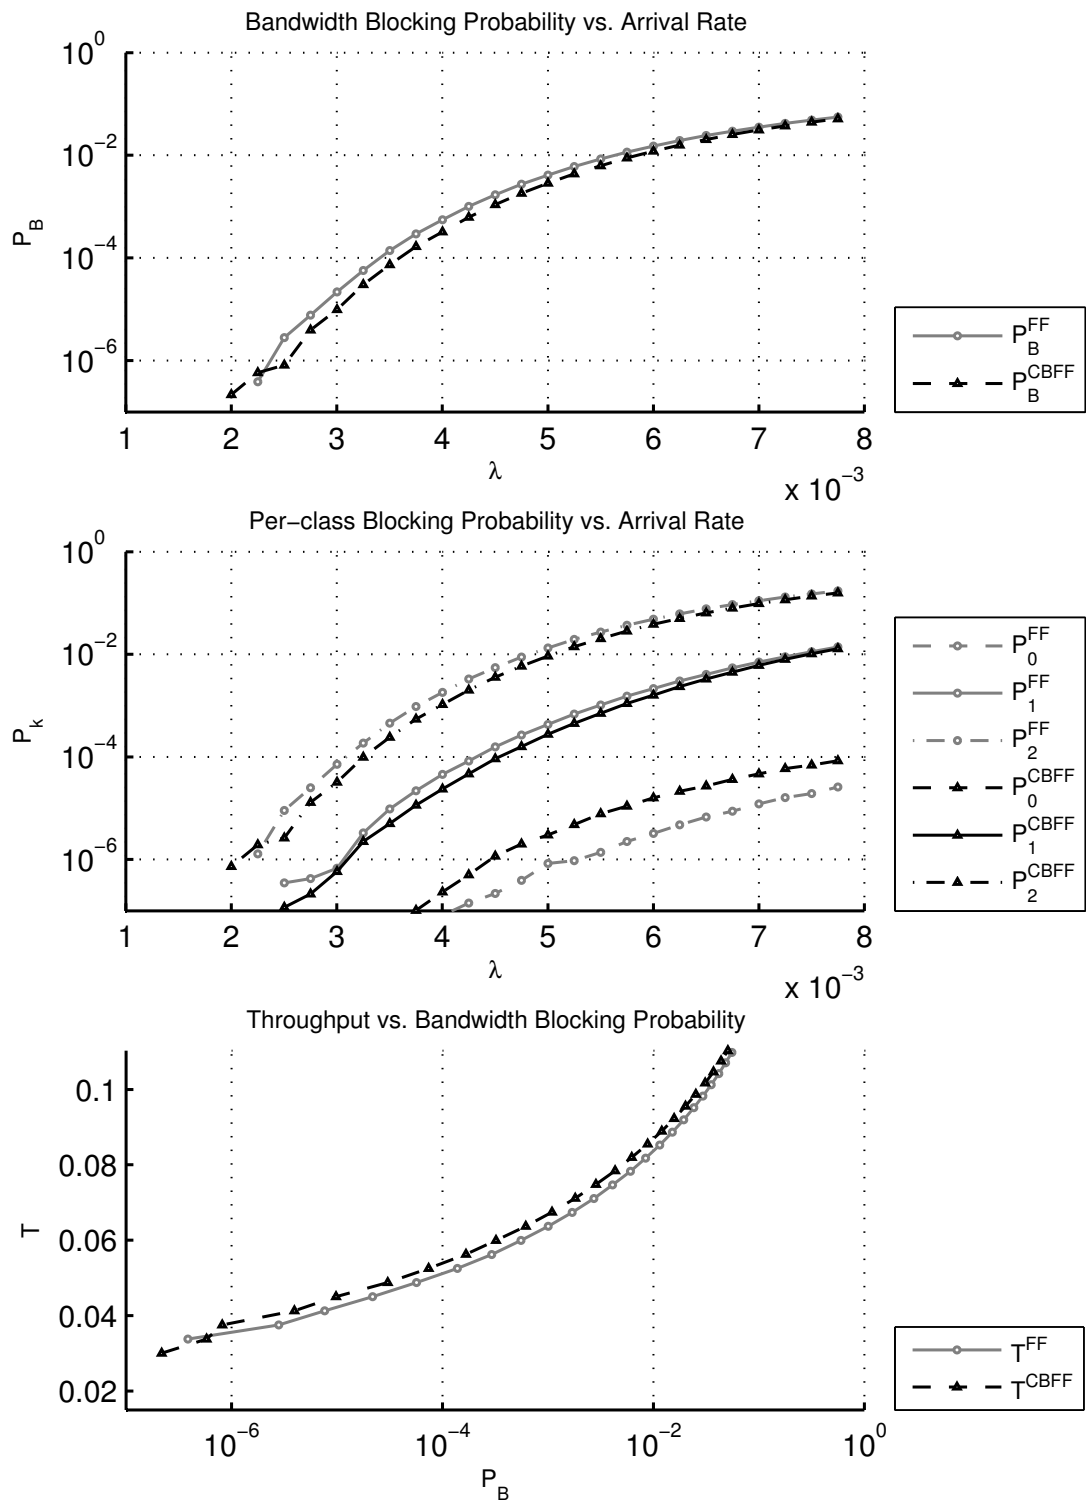 Bandwidth Blocking Probability vs. Arrival Rate
10^0
10^−2
10^−4
10^−6
P_B
1 2 3 4 5 6 7 8
λ
x 10^−3
P_B^FF
P_B^CBFF
Per−class Blocking Probability vs. Arrival Rate
10^0
10^−2
10^−4
10^−6
P_k
1 2 3 4 5 6 7 8
λ
x 10^−3
P_0^FF
P_1^FF
P_2^FF
P_0^CBFF
P_1^CBFF
P_2^CBFF
Throughput vs. Bandwidth Blocking Probability
0.1
0.08
0.06
0.04
0.02
T
10^−6 10^−4 10^−2 10^0
P_B
T^FF
T^CBFF